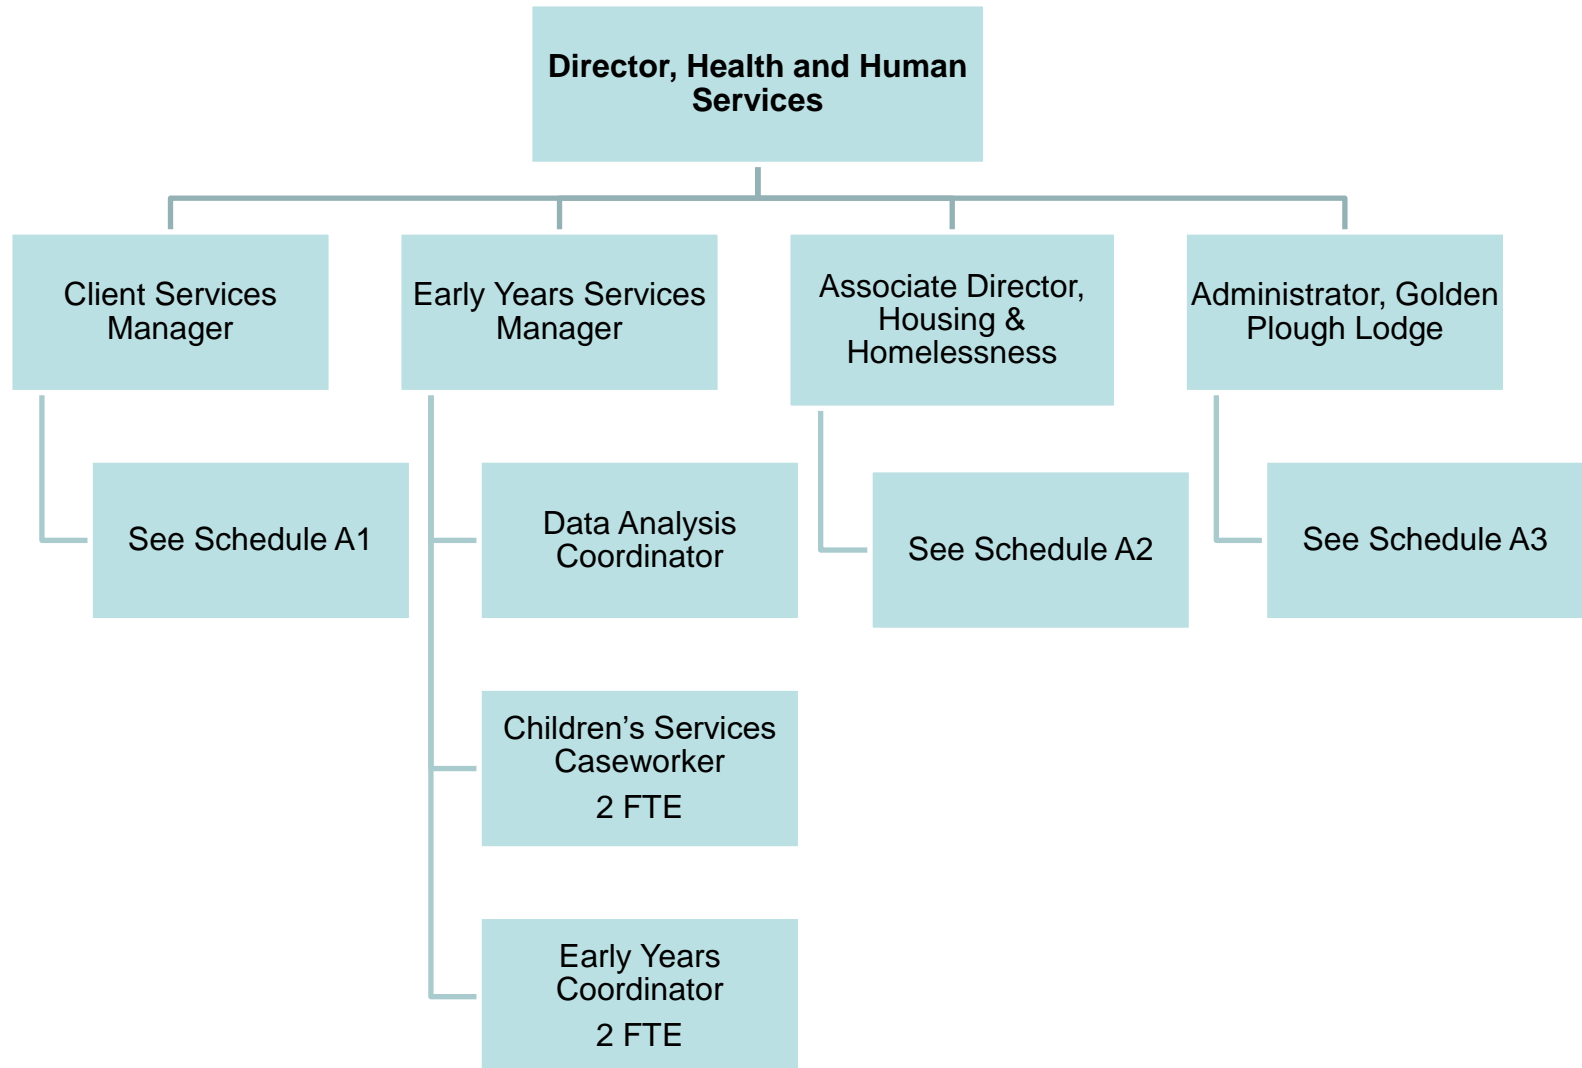 Director, Health and Human
Services
Client Services
Manager
Early Years Services
Manager
Associate Director,
Housing &
Homelessness
Administrator, Golden
Plough Lodge
See Schedule A1
Data Analysis
Coordinator
See Schedule A2
See Schedule A3
Children’s Services
Caseworker
2 FTE
Early Years
Coordinator
2 FTE